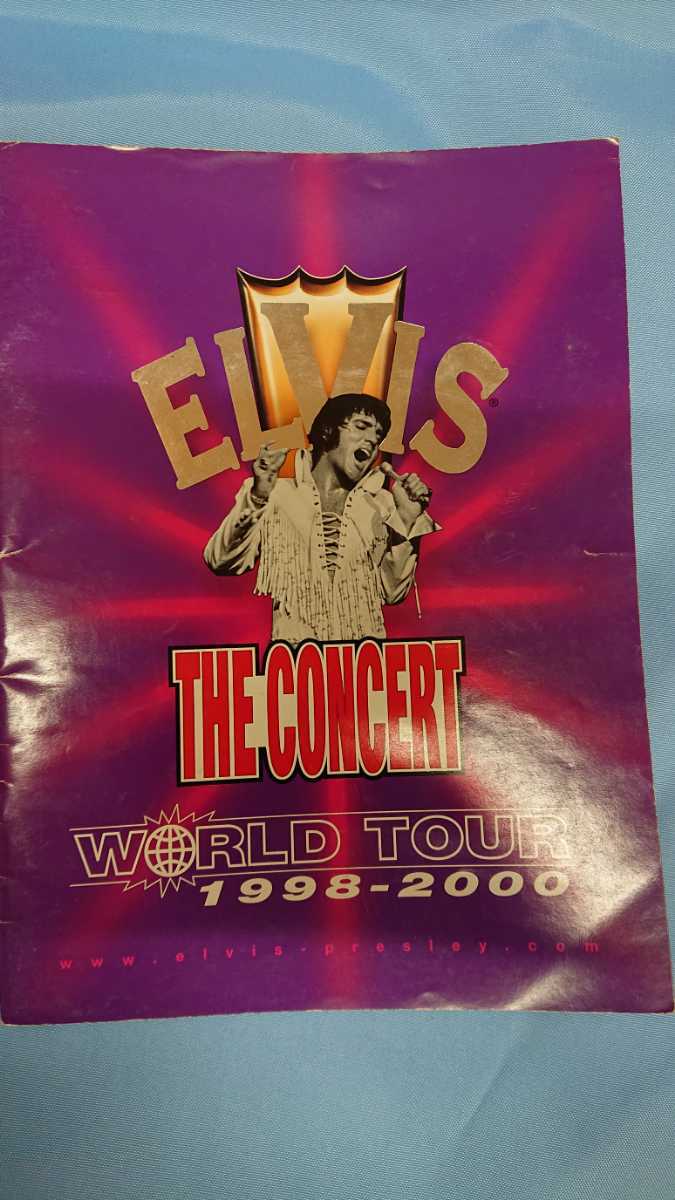 ELVIS®
THE CONCERT
WORLD TOUR
1998-2000
www.elvis-presley.com